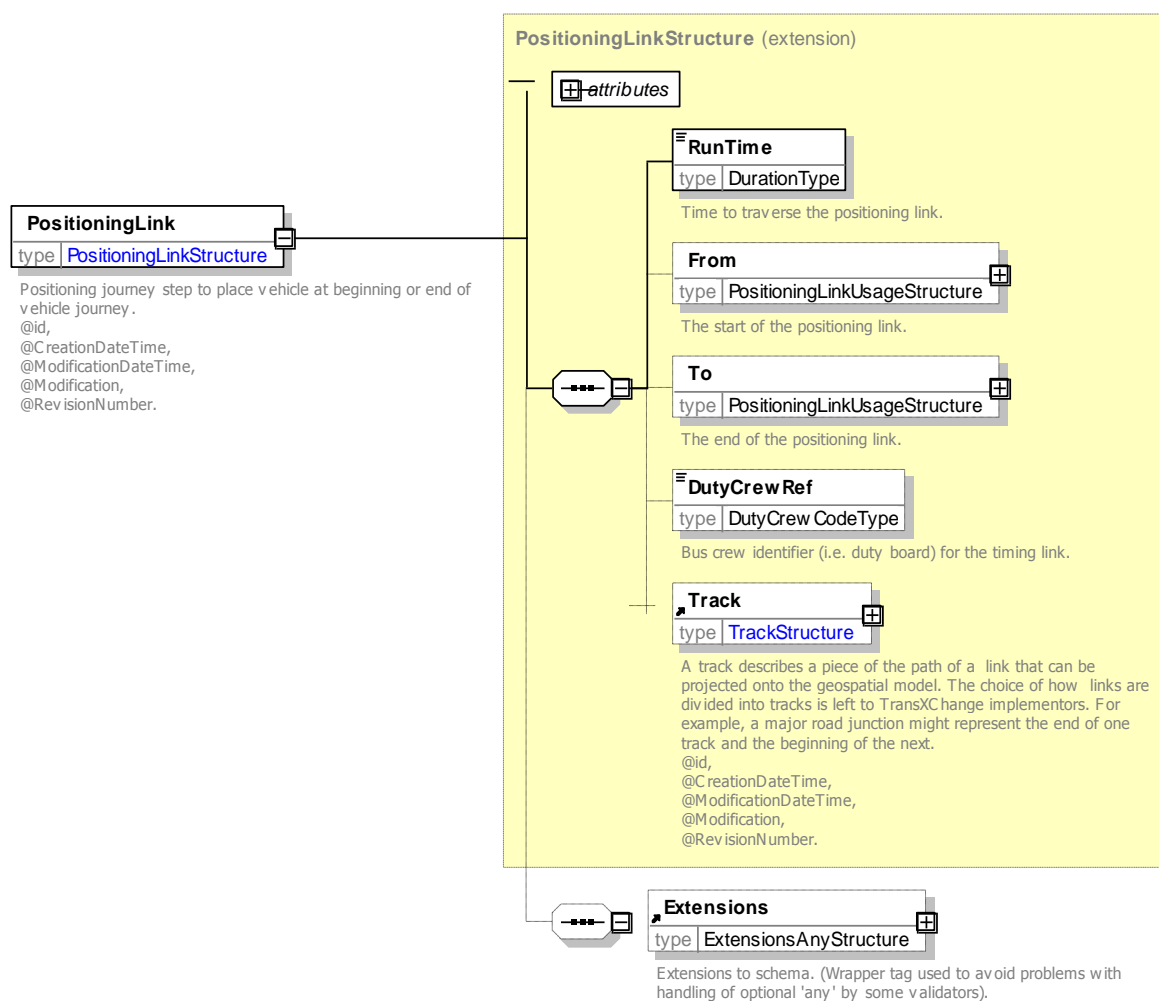 PositioningLinkStructure (extension)
attributes
RunTime
type DurationType
Time to traverse the positioning link.
PositioningLink
type PositioningLinkStructure
Positioning journey step to place vehicle at beginning or end of
vehicle journey.
@id,
@CreationDateTime,
@ModificationDateTime,
@Modification,
@RevisionNumber.
From
type PositioningLinkUsageStructure
The start of the positioning link.
To
type PositioningLinkUsageStructure
The end of the positioning link.
DutyCrewRef
type DutyCrewCodeType
Bus crew identifier (i.e. duty board) for the timing link.
Track
type TrackStructure
A track describes a piece of the path of a link that can be
projected onto the geospatial model. The choice of how links are
divided into tracks is left to TransXChange implementors. For
example, a major road junction might represent the end of one
track and the beginning of the next.
@id,
@CreationDateTime,
@ModificationDateTime,
@Modification,
@RevisionNumber.
Extensions
type ExtensionsAnyStructure
Extensions to schema. (Wrapper tag used to avoid problems with
handling of optional 'any' by some validators).